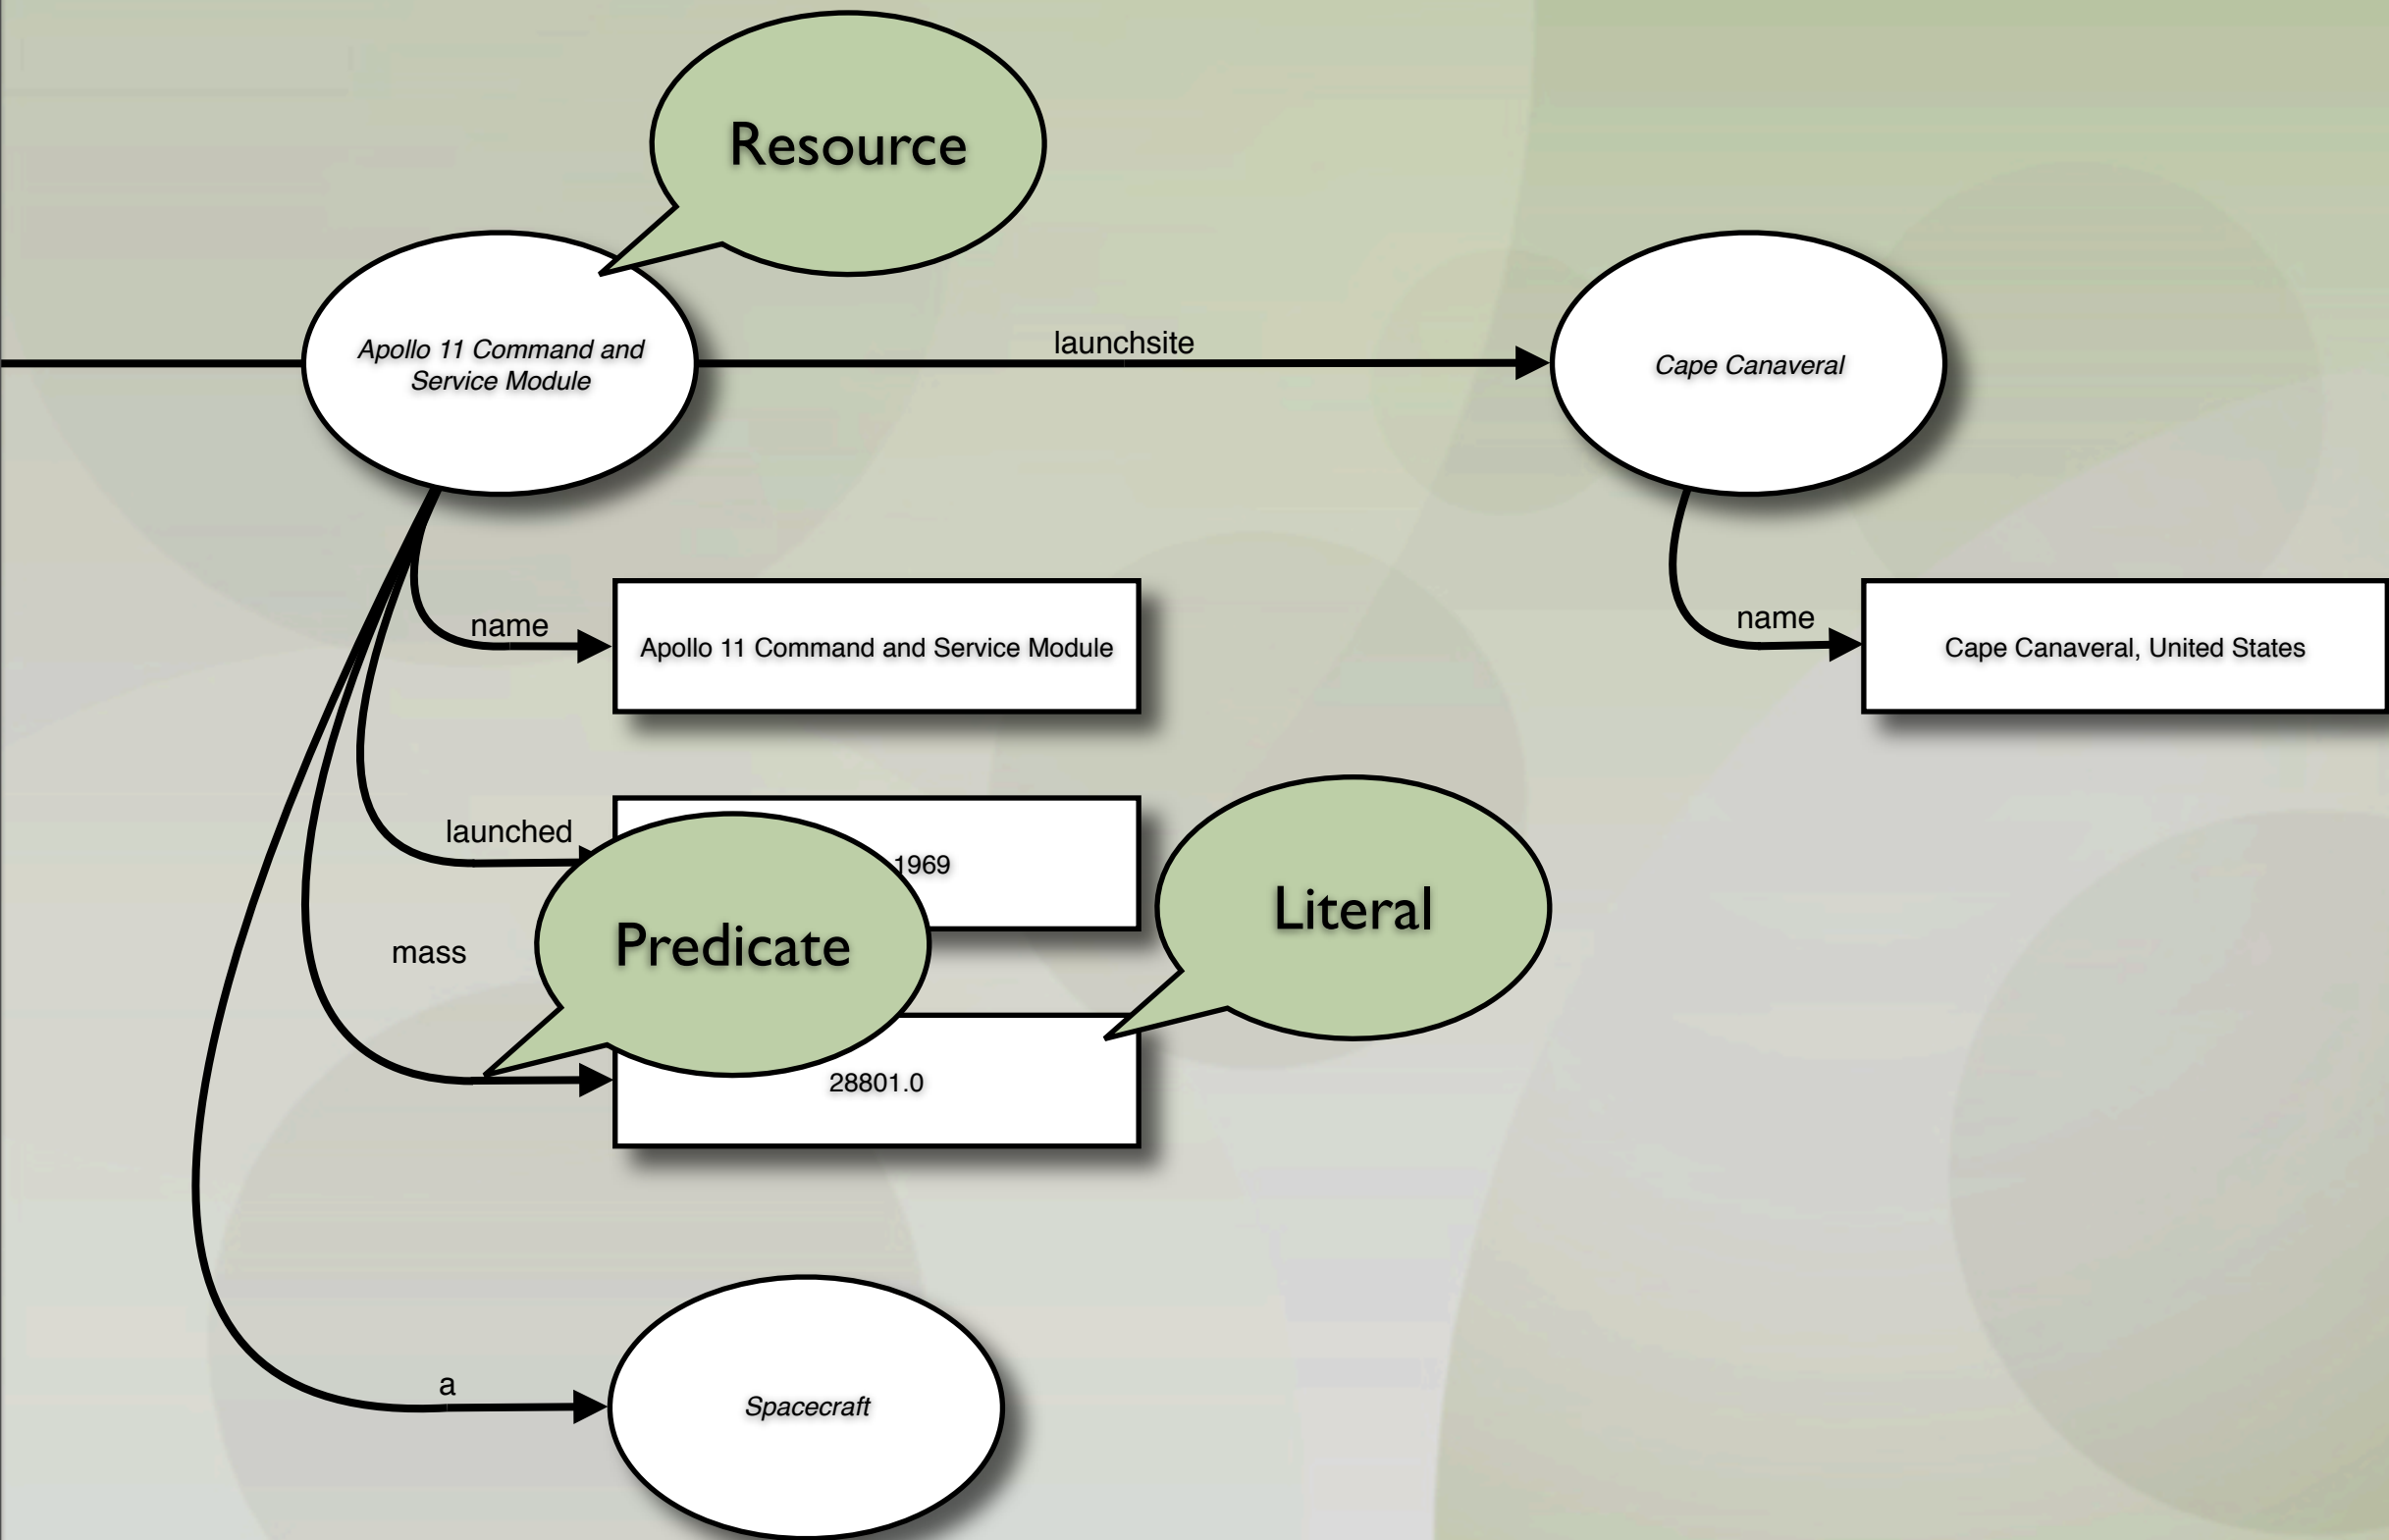 Resource
Apollo 11 Command and
Service Module
launchsite
Cape Canaveral
name
Apollo 11 Command and Service Module
name
Cape Canaveral, United States
launched
1969
Literal
Predicate
mass
28801.0
a
Spacecraft